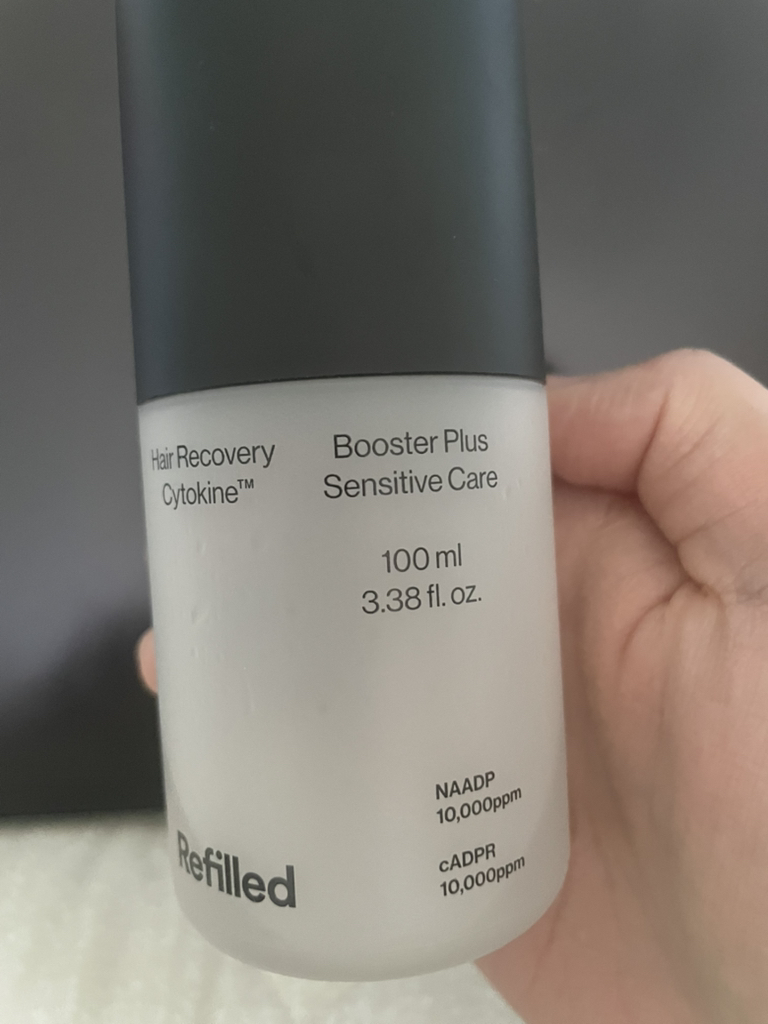 Hair Recovery
Cytokine™
Booster Plus
Sensitive Care
100 ml
3.38 fl. oz.
NAADP
10,000ppm
cADPR
10,000ppm
Refilled